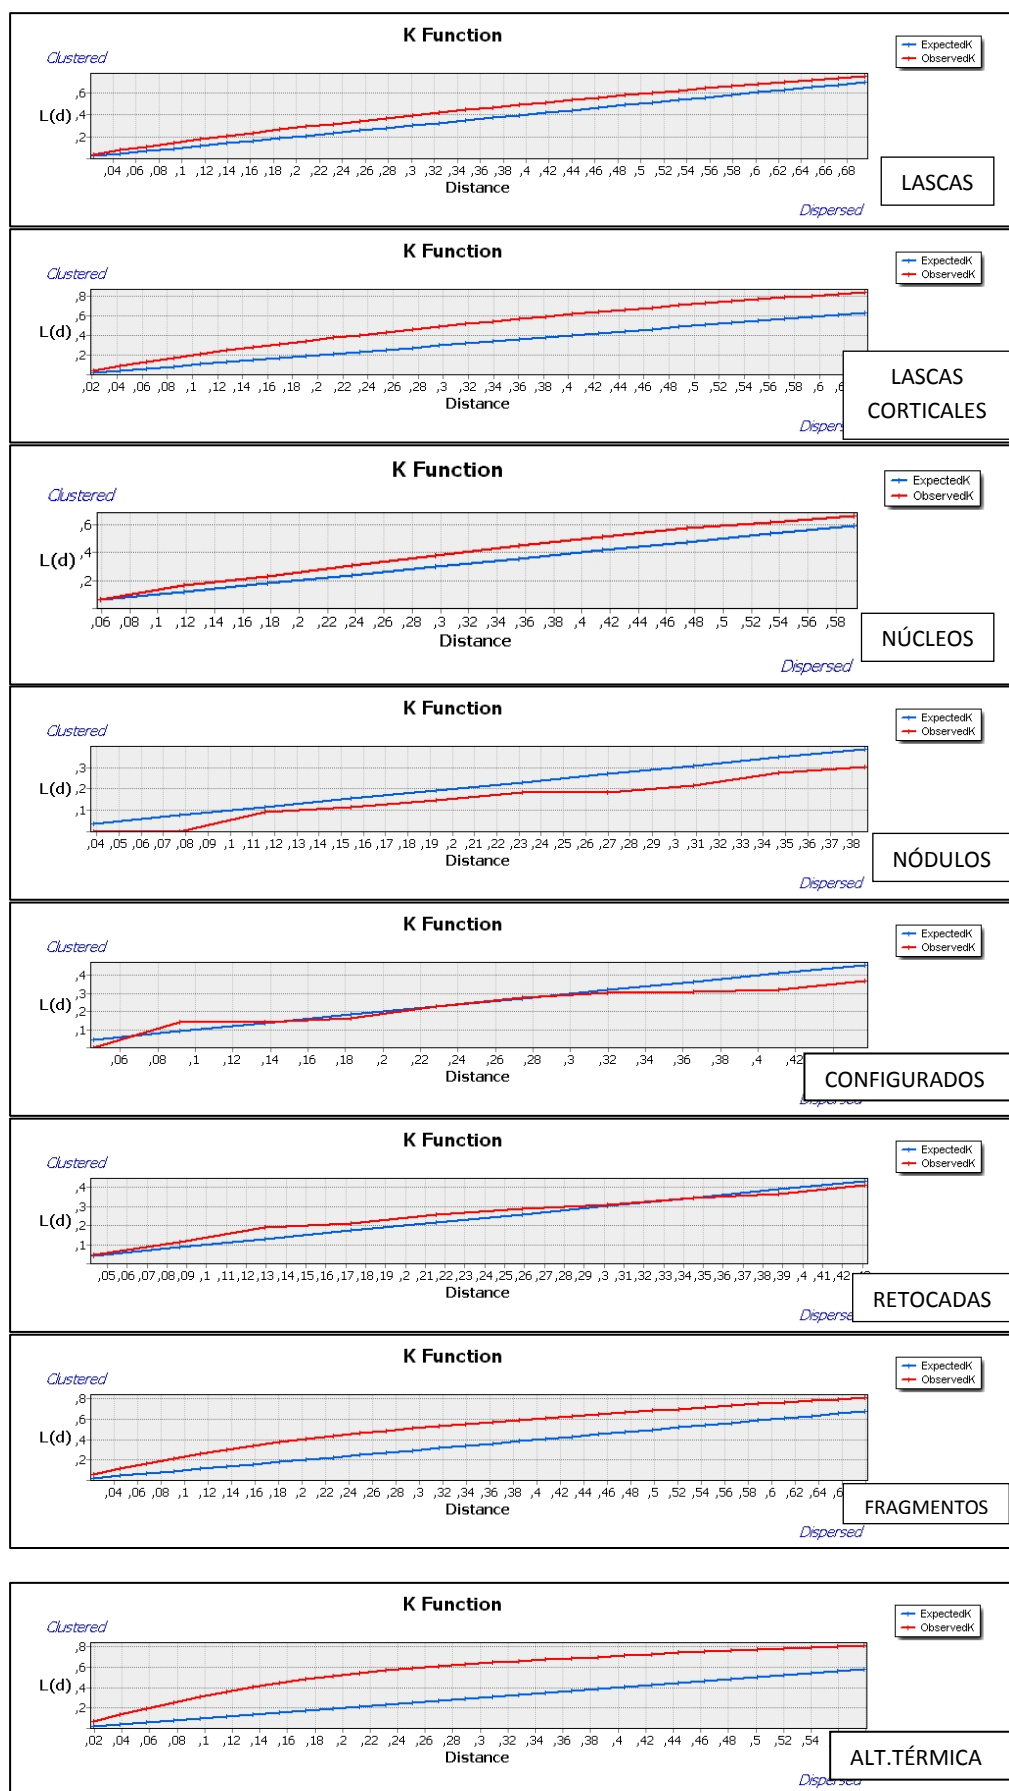 K Function
Clustered
ExpectedK
ObservedK
L(d)
,6
,4
,2
,04 ,06 ,08 ,1 ,12 ,14 ,16 ,18 ,2 ,22 ,24 ,26 ,28 ,3 ,32 ,34 ,36 ,38 ,4 ,42 ,44 ,46 ,48 ,5 ,52 ,54 ,56 ,58 ,6 ,62 ,64 ,66 ,68
Distance
LASCAS
Dispersed
K Function
Clustered
ExpectedK
ObservedK
L(d)
,8
,6
,4
,2
,02 ,04 ,06 ,08 ,1 ,12 ,14 ,16 ,18 ,2 ,22 ,24 ,26 ,28 ,3 ,32 ,34 ,36 ,38 ,4 ,42 ,44 ,46 ,48 ,5 ,52 ,54 ,56 ,58 ,6
Distance
LASCAS
CORTICALES
Dispers
K Function
Clustered
ExpectedK
ObservedK
L(d)
,6
,4
,2
,06 ,08 ,1 ,12 ,14 ,16 ,18 ,2 ,22 ,24 ,26 ,28 ,3 ,32 ,34 ,36 ,38 ,4 ,42 ,44 ,46 ,48 ,5 ,52 ,54 ,56 ,58
Distance
NÚCLEOS
Dispersed
K Function
Clustered
ExpectedK
ObservedK
L(d)
,3
,2
,1
,04 ,05 ,06 ,07 ,08 ,09 ,1 ,11 ,12 ,13 ,14 ,15 ,16 ,17 ,18 ,19 ,2 ,21 ,22 ,23 ,24 ,25 ,26 ,27 ,28 ,29 ,3 ,31 ,32 ,33 ,34 ,35 ,36 ,37 ,38
Distance
NÓDULOS
Dispersed
K Function
Clustered
ExpectedK
ObservedK
L(d)
,4
,3
,2
,1
,06 ,08 ,1 ,12 ,14 ,16 ,18 ,2 ,22 ,24 ,26 ,28 ,3 ,32 ,34 ,36 ,38 ,4 ,42
Distance
CONFIGURADOS
Dispersed
K Function
Clustered
ExpectedK
ObservedK
L(d)
,4
,3
,2
,1
,05 ,06 ,07 ,08 ,09 ,1 ,11 ,12 ,13 ,14 ,15 ,16 ,17 ,18 ,19 ,2 ,21 ,22 ,23 ,24 ,25 ,26 ,27 ,28 ,29 ,3 ,31 ,32 ,33 ,34 ,35 ,36 ,37 ,38 ,39 ,4 ,41 ,42
Distance
RETOCADAS
Disperse
K Function
Clustered
ExpectedK
ObservedK
L(d)
,8
,6
,4
,2
,04 ,06 ,08 ,1 ,12 ,14 ,16 ,18 ,2 ,22 ,24 ,26 ,28 ,3 ,32 ,34 ,36 ,38 ,4 ,42 ,44 ,46 ,48 ,5 ,52 ,54 ,56 ,58 ,6 ,62 ,64
Distance
FRAGMENTOS
Dispersed
K Function
Clustered
ExpectedK
ObservedK
L(d)
,8
,6
,4
,2
,02 ,04 ,06 ,08 ,1 ,12 ,14 ,16 ,18 ,2 ,22 ,24 ,26 ,28 ,3 ,32 ,34 ,36 ,38 ,4 ,42 ,44 ,46 ,48 ,5 ,52 ,54
Distance
ALT.TÉRMICA